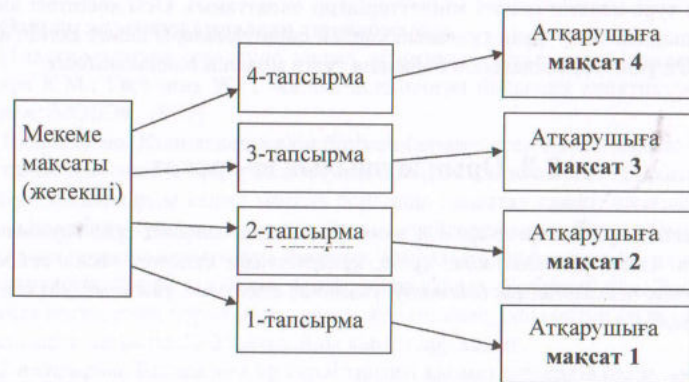 Мекеме
мақсаты
(жетекші)
4-тапсырма
3-тапсырма
2-тапсырма
1-тапсырма
Атқарушыға
мақсат 4
Атқарушыға
мақсат 3
Атқарушыға
мақсат 2
Атқарушыға
мақсат 1